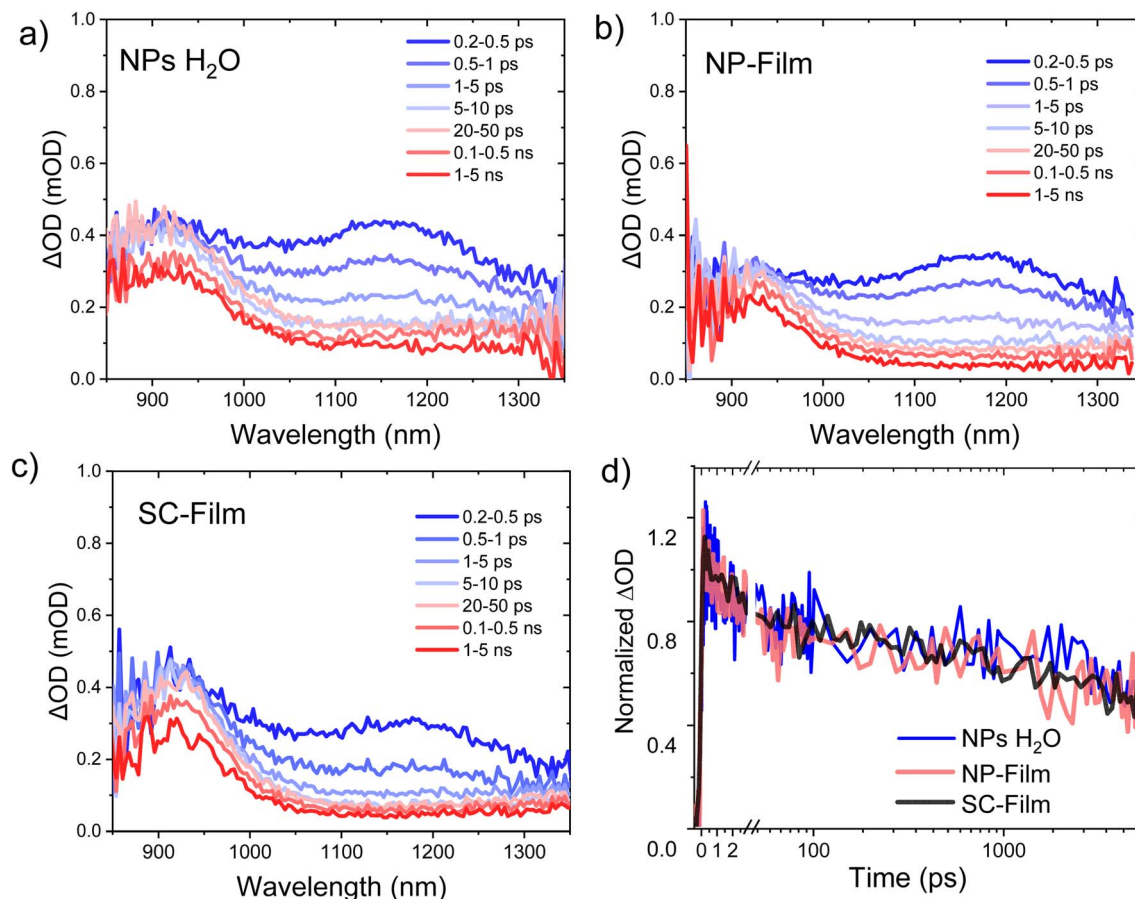 a)
NPs H₂O
0.2-0.5 ps
0.5-1 ps
1-5 ps
5-10 ps
20-50 ps
0.1-0.5 ns
1-5 ns
1.0
0.8
0.6
0.4
0.2
0.0
ΔOD (mOD)
900 1000 1100 1200 1300
Wavelength (nm)
b)
NP-Film
0.2-0.5 ps
0.5-1 ps
1-5 ps
5-10 ps
20-50 ps
0.1-0.5 ns
1-5 ns
1.0
0.8
0.6
0.4
0.2
0.0
ΔOD (mOD)
900 1000 1100 1200 1300
Wavelength (nm)
c)
SC-Film
0.2-0.5 ps
0.5-1 ps
1-5 ps
5-10 ps
20-50 ps
0.1-0.5 ns
1-5 ns
1.0
0.8
0.6
0.4
0.2
0.0
ΔOD (mOD)
900 1000 1100 1200 1300
Wavelength (nm)
d)
1.2
0.8
0.4
0.0
Normalized ΔOD
NPs H₂O
NP-Film
SC-Film
0 1 2 100 1000
Time (ps)